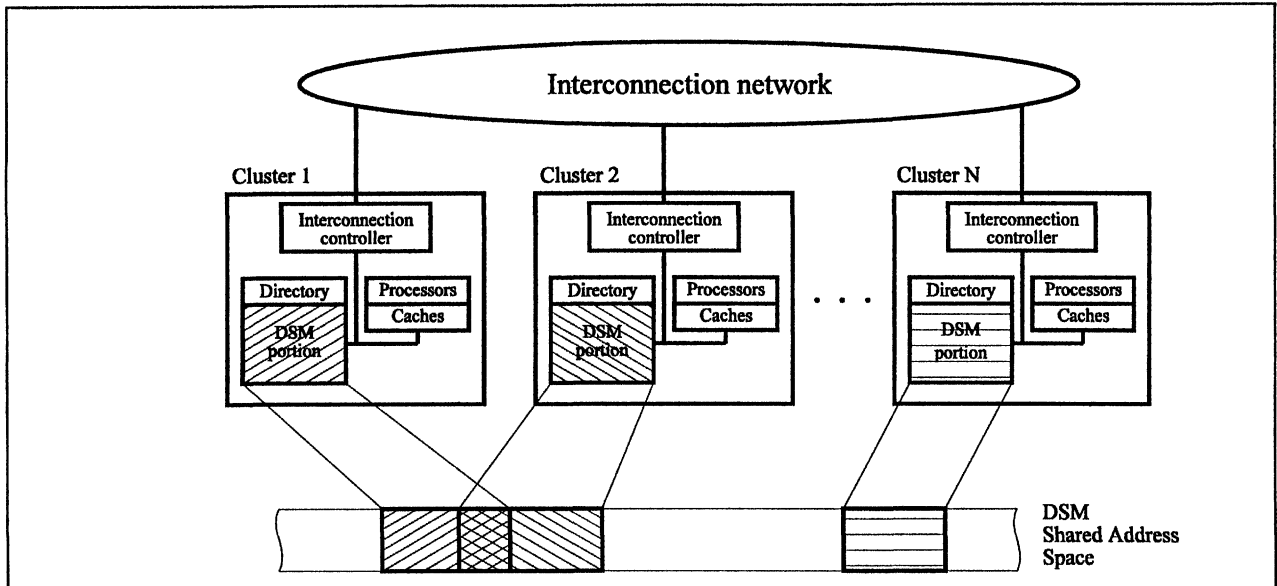 Interconnection network
Cluster 1
Interconnection
controller
Directory
DSM
portion
Processors
Caches
Cluster 2
Interconnection
controller
Directory
DSM
portion
Processors
Caches
. . .
Cluster N
Interconnection
controller
Directory
DSM
portion
Processors
Caches
DSM
Shared Address
Space